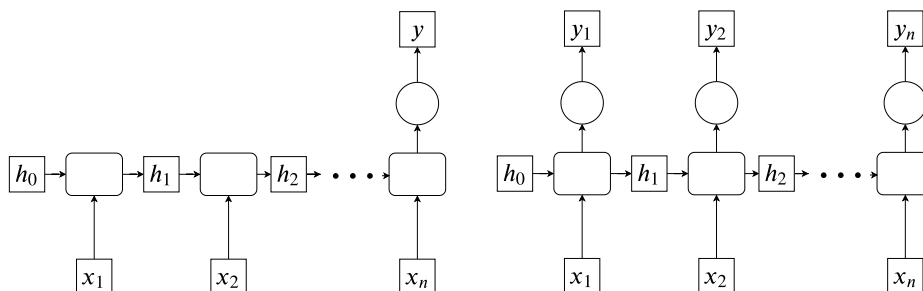 y y₁ y₂ yₙ
h₀ h₁ h₂ h₀ h₁ h₂
x₁ x₂ xₙ x₁ x₂ xₙ